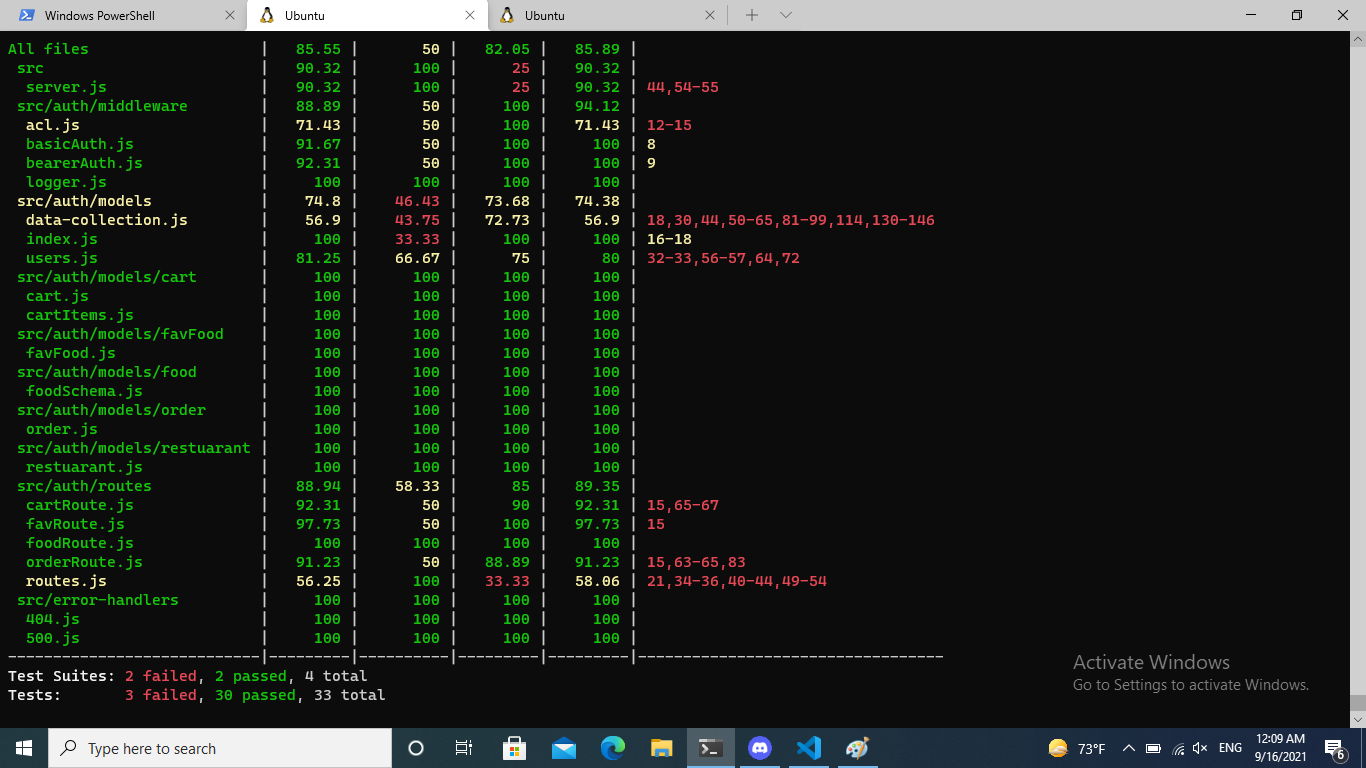 Windows PowerShell
Ubuntu
Ubuntu
All files | 85.55 | 50 | 82.05 | 85.89 |
src | 90.32 | 100 | 25 | 90.32 |
server.js | 90.32 | 100 | 25 | 90.32 | 44,54-55
src/auth/middleware | 88.89 | 50 | 100 | 94.12 |
acl.js | 71.43 | 50 | 100 | 71.43 | 12-15
basicAuth.js | 91.67 | 50 | 100 | 100 | 8
bearerAuth.js | 92.31 | 50 | 100 | 100 | 9
logger.js | 100 | 100 | 100 | 100 |
src/auth/models | 74.8 | 46.43 | 73.68 | 74.38 |
data-collection.js | 56.9 | 43.75 | 72.73 | 56.9 | 18,30,44,50-65,81-99,114,130-146
index.js | 100 | 33.33 | 100 | 100 | 16-18
users.js | 81.25 | 66.67 | 75 | 80 | 32-33,56-57,64,72
src/auth/models/cart | 100 | 100 | 100 | 100 |
cart.js | 100 | 100 | 100 | 100 |
cartItems.js | 100 | 100 | 100 | 100 |
src/auth/models/favFood | 100 | 100 | 100 | 100 |
favFood.js | 100 | 100 | 100 | 100 |
src/auth/models/food | 100 | 100 | 100 | 100 |
foodSchema.js | 100 | 100 | 100 | 100 |
src/auth/models/order | 100 | 100 | 100 | 100 |
order.js | 100 | 100 | 100 | 100 |
src/auth/models/restuarant | 100 | 100 | 100 | 100 |
restuarant.js | 100 | 100 | 100 | 100 |
src/auth/routes | 88.94 | 58.33 | 85 | 89.35 |
cartRoute.js | 92.31 | 50 | 90 | 92.31 | 15,65-67
favRoute.js | 97.73 | 50 | 100 | 97.73 | 15
foodRoute.js | 100 | 100 | 100 | 100 |
orderRoute.js | 91.23 | 50 | 88.89 | 91.23 | 15,63-65,83
routes.js | 56.25 | 100 | 33.33 | 58.06 | 21,34-36,40-44,49-54
src/error-handlers | 100 | 100 | 100 | 100 |
404.js | 100 | 100 | 100 | 100 |
500.js | 100 | 100 | 100 | 100 |
----------------------------|---------|----------|---------|---------|----------------------------------
Test Suites: 2 failed, 2 passed, 4 total
Tests: 3 failed, 30 passed, 33 total
Activate Windows
Go to Settings to activate Windows.
Type here to search
73°F
ENG
12:09 AM
9/16/2021
6